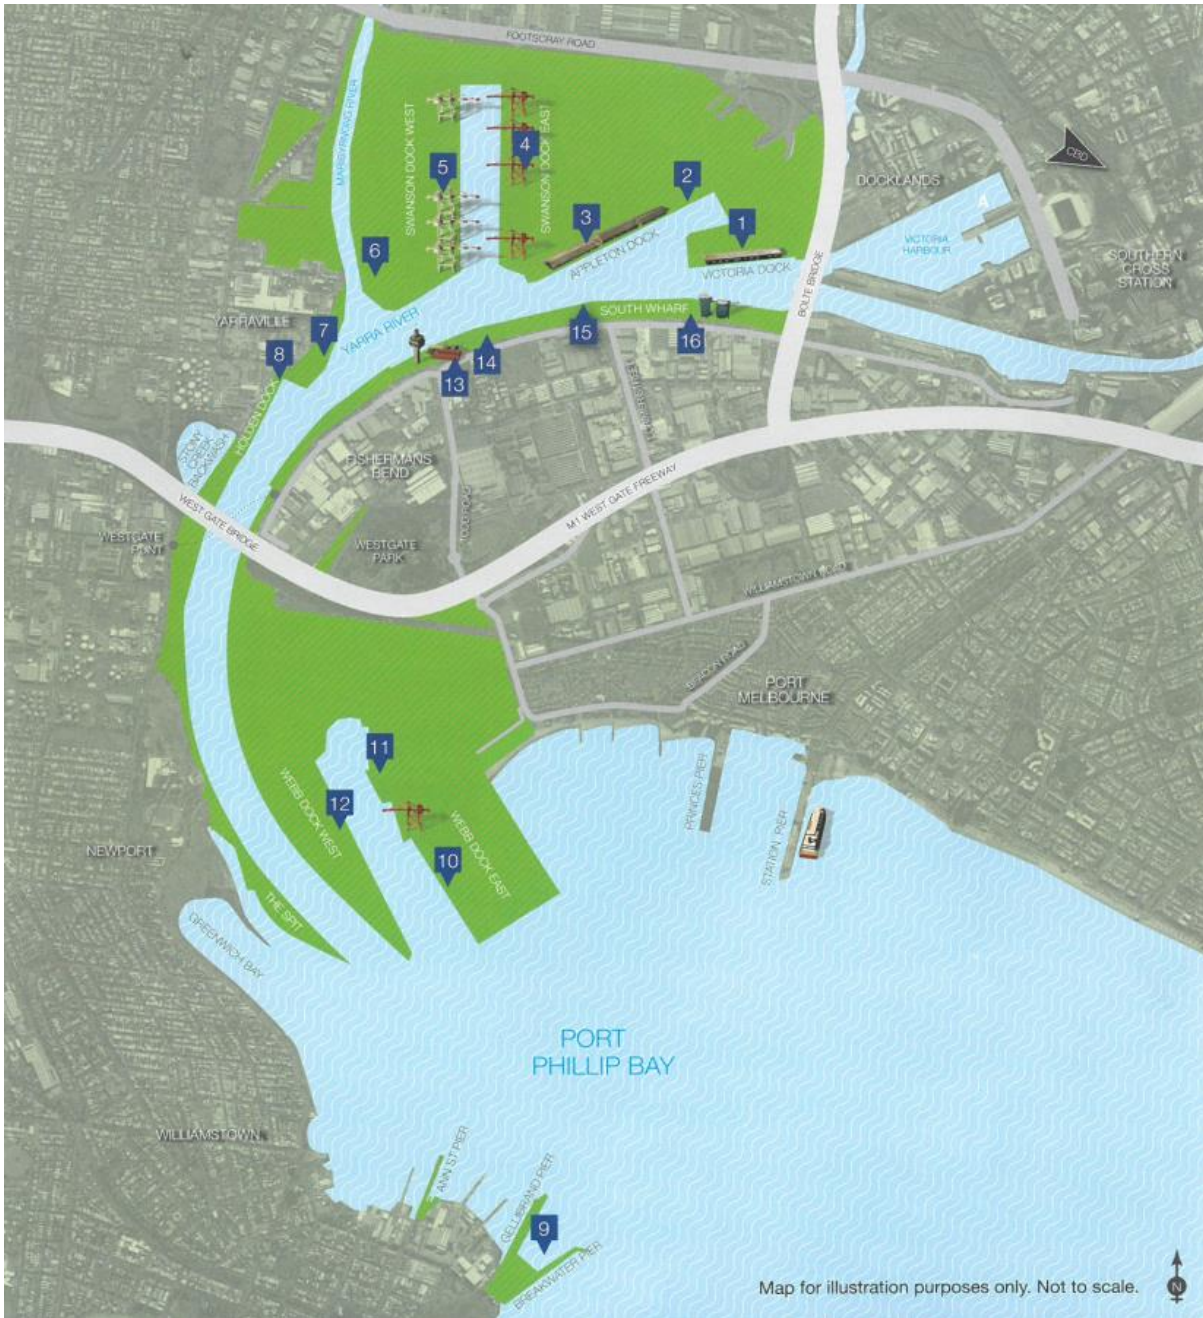 FOOTSCRAY ROAD
MARIBYRNONG RIVER
SWANSON DOCK WEST
SWANSON DOCK EAST
4
5
CBD
DOCKLANDS
2
1
3
6
APPLETON DOCK
VICTORIA DOCK
BOLTE BRIDGE
VICTORIA
HARBOUR
SOUTHERN
CROSS
STATION
YARRAVILLE
7
8
YARRA RIVER
SOUTH WHARF
15
16
14
13
HOLDEN DOCK
STONY
CREEK
BACKWASH
FISHERMANS
BEND
TODD ROAD
M1 WEST GATE FREEWAY
WEST GATE BRIDGE
WESTGATE
PUNT
WESTGATE
PARK
WILLIAMSTOWN ROAD
BEACON ROAD
PORT
MELBOURNE
11
12
10
WEBB DOCK WEST
WEBB DOCK EAST
PRINCES PIER
STATION PIER
NEWPORT
THE SPIT
GREENWICH BAY
PORT
PHILLIP BAY
WILLIAMSTOWN
ANN ST PIER
GELLIBRAND PIER
9
BREAKWATER PIER
Map for illustration purposes only. Not to scale.
N